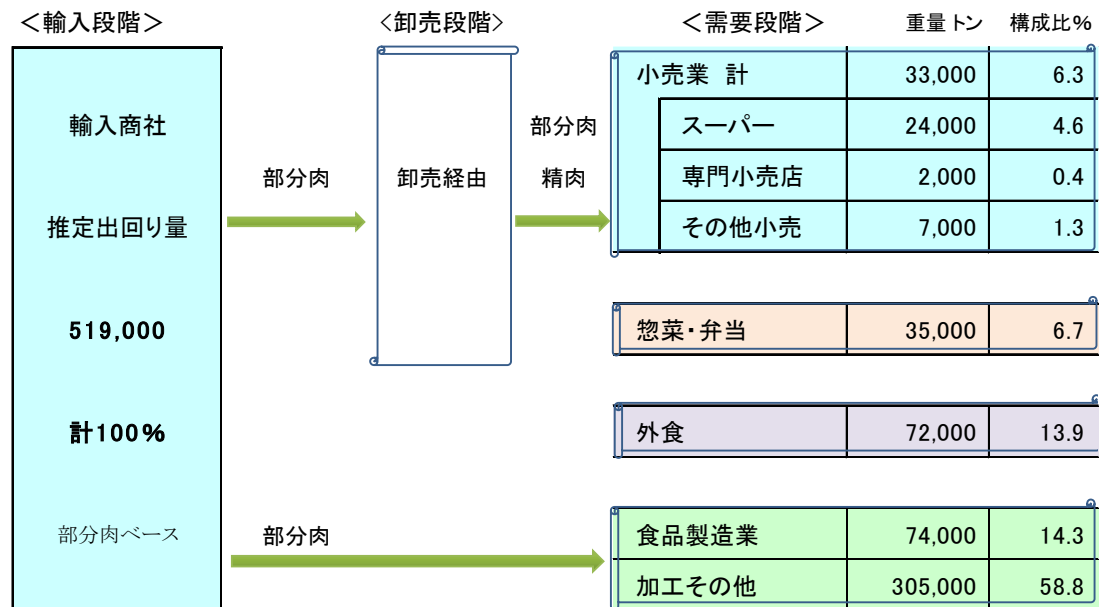 ＜輸入段階＞ 〈卸売段階〉 ＜需要段階＞ 重量トン 構成比%
小売業 計 33,000 6.3
輸入商社 部分肉 スーパー 24,000 4.6
部分肉 卸売経由 精肉 専門小売店 2,000 0.4
推定出回り量 その他小売 7,000 1.3
519,000 惣菜・弁当 35,000 6.7
計100% 外食 72,000 13.9
部分肉ベース 部分肉 食品製造業 74,000 14.3
加工その他 305,000 58.8